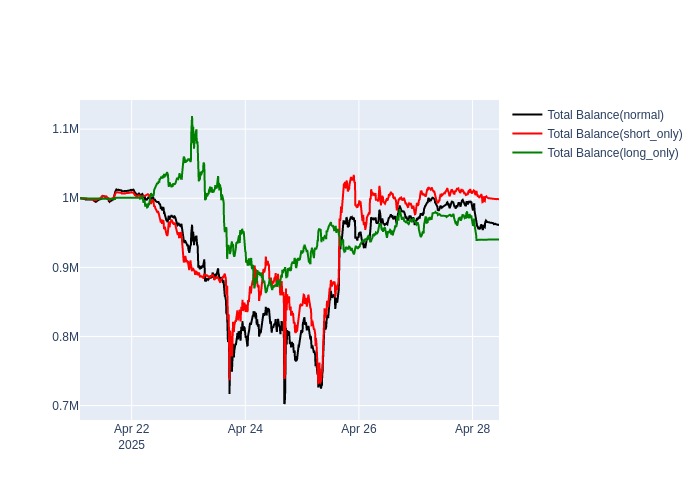 Total Balance(normal)
Total Balance(short_only)
Total Balance(long_only)
1.1M
1M
0.9M
0.8M
0.7M
Apr 22
2025
Apr 24
Apr 26
Apr 28